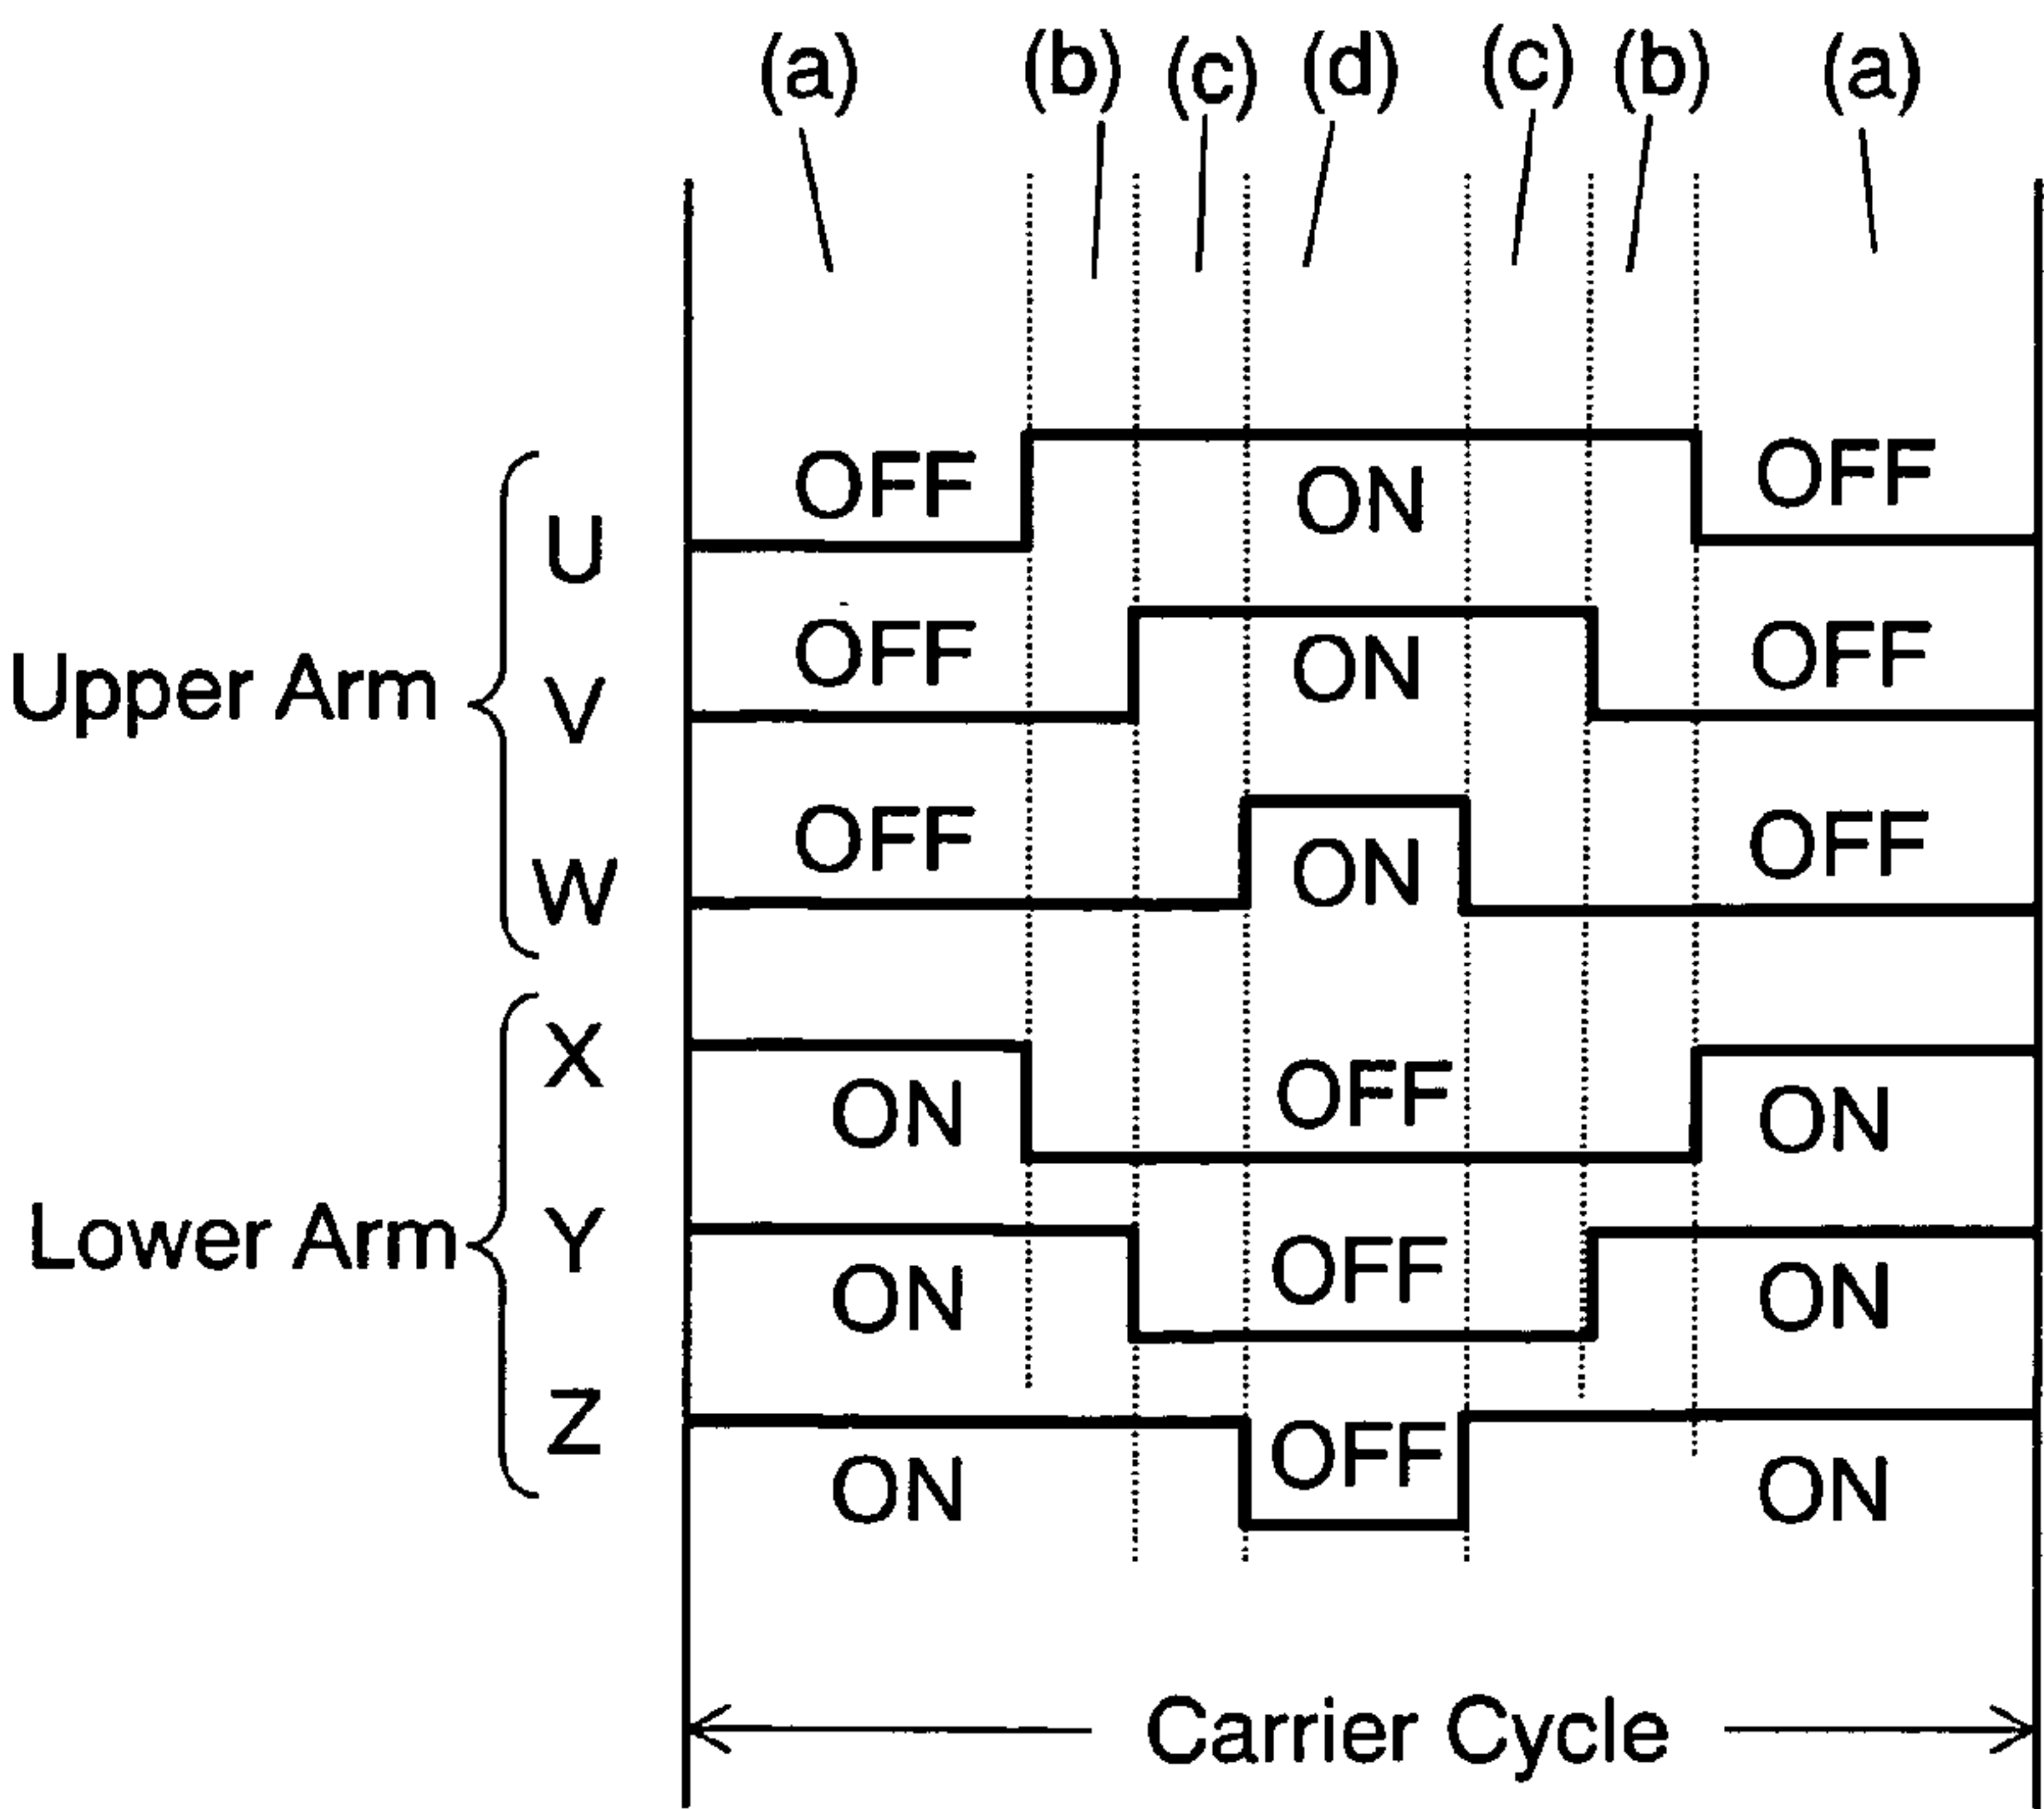 (a) (b) (c) (d) (c) (b) (a)
OFF ON OFF
U
OFF ON OFF
Upper Arm V
OFF ON OFF
W
X
ON OFF ON
Lower Arm Y
ON OFF ON
Z
ON OFF ON
Carrier Cycle